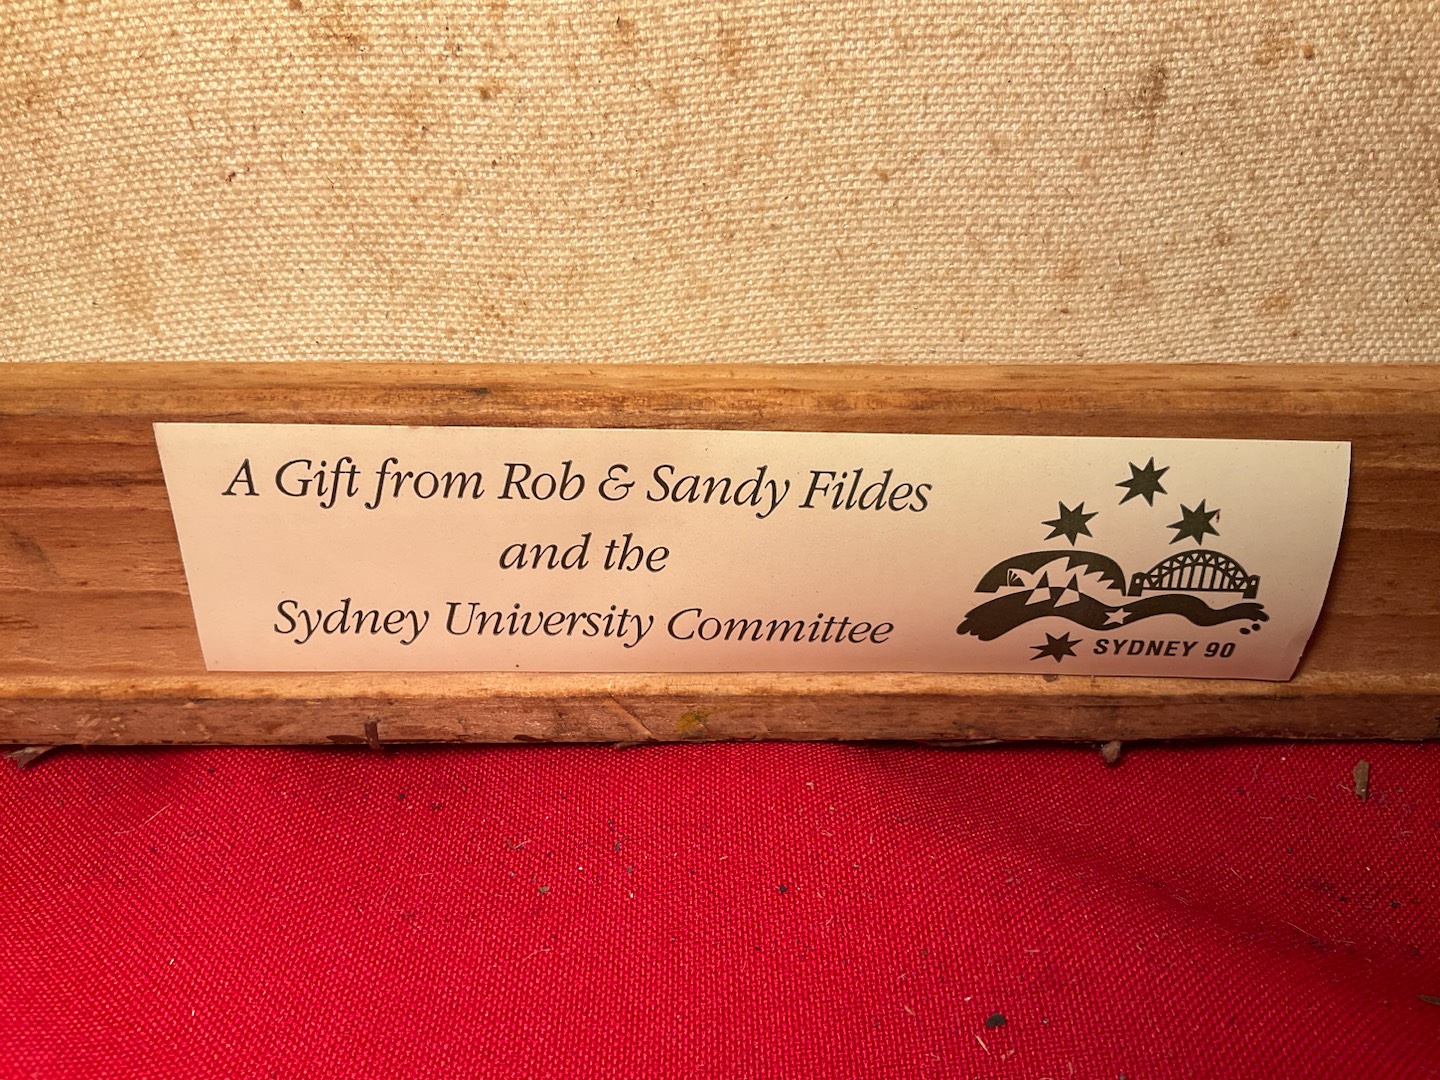 A Gift from Rob & Sandy Fildes
and the
Sydney University Committee
SYDNEY 90